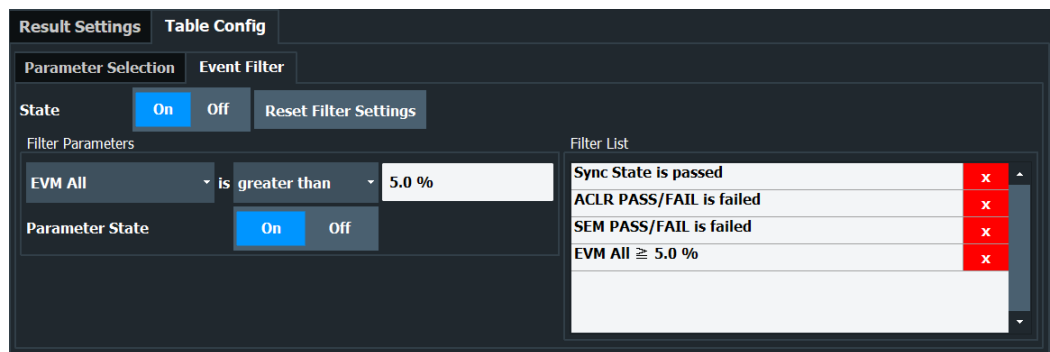 Result Settings Table Config
Parameter Selection Event Filter
State On Off Reset Filter Settings
Filter Parameters
EVM All is greater than 5.0 %
Parameter State On Off
Filter List
Sync State is passed x
ACLR PASS/FAIL is failed x
SEM PASS/FAIL is failed x
EVM All ≧ 5.0 % x